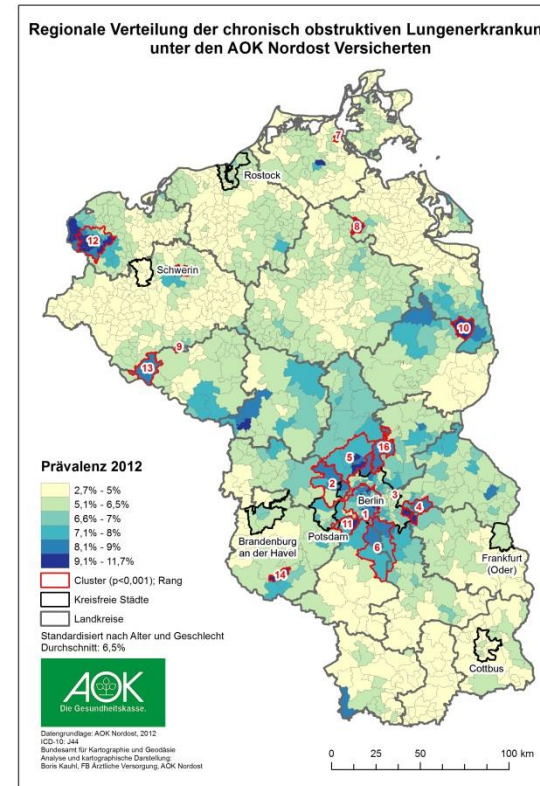 Regionale Verteilung der chronisch obstruktiven Lungenerkrankun
unter den AOK Nordost Versicherten
7
Rostock
8
12
Schwerin
10
9
13
16
5
2
3
Berlin
4
1
11
Potsdam
6
Brandenburg
an der Havel
14
Frankfurt
(Oder)
Cottbus
Prävalenz 2012
2,7% - 5%
5,1% - 6,5%
6,6% - 7%
7,1% - 8%
8,1% - 9%
9,1% - 11,7%
Cluster (p<0,001); Rang
Kreisfreie Städte
Landkreise
Standardisiert nach Alter und Geschlecht
Durchschnitt: 6,5%
AOK
Die Gesundheitskasse.
Datengrundlage: AOK Nordost, 2012
ICD-10: J44
Bundesamt für Kartographie und Geodäsie
Analyse und kartographische Darstellung:
Boris Kauhl, FB Ärztliche Versorgung, AOK Nordost
0 25 50 100 km